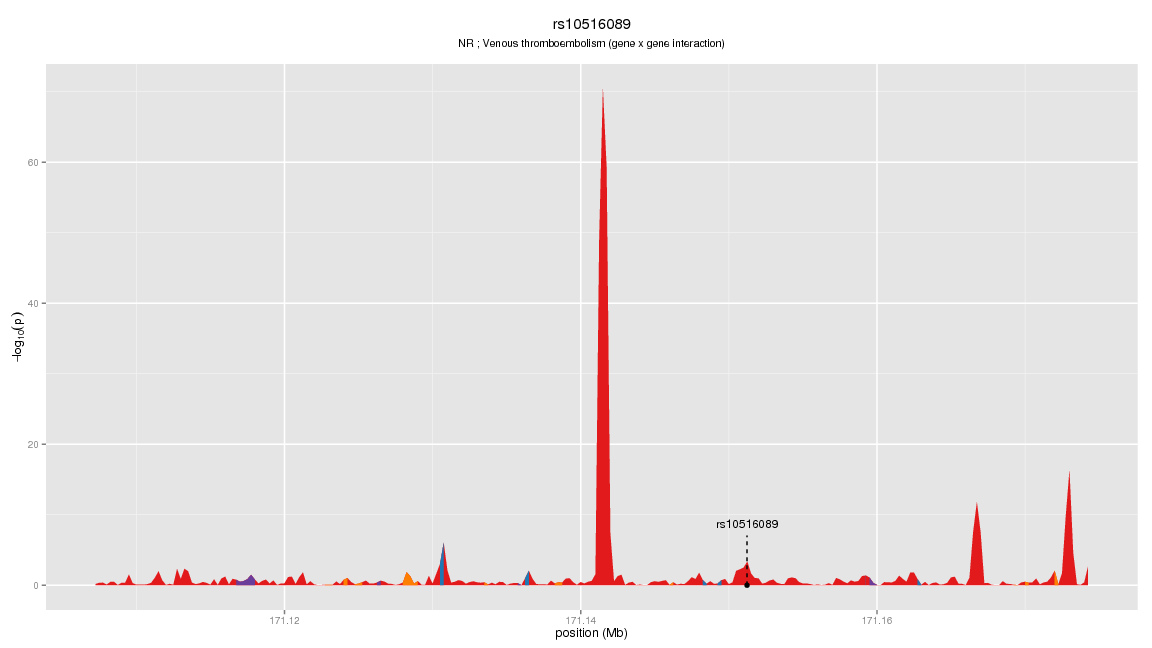 rs10516089
NR ; Venous thromboembolism (gene x gene interaction)
−log10(p)
60
40
20
0
rs10516089
171.12
171.14
171.16
position (Mb)